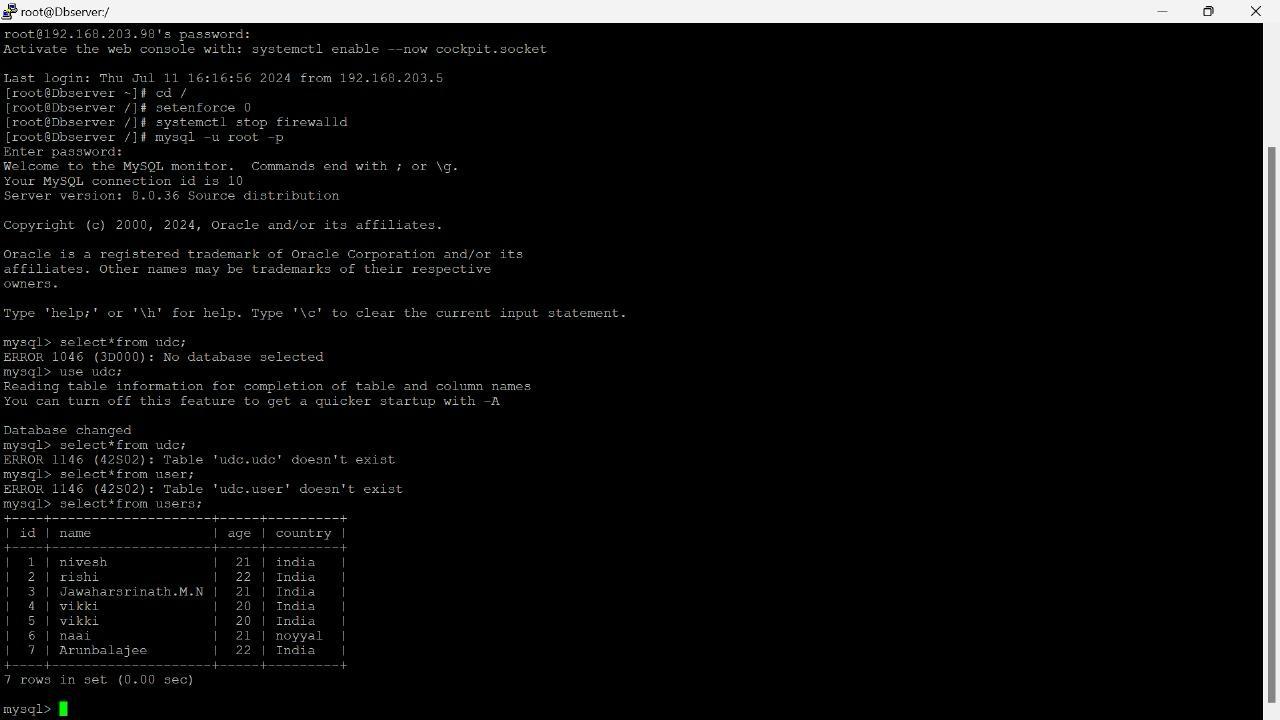 root@Dbserver:/
root@192.168.203.98's password:
Activate the web console with: systemctl enable --now cockpit.socket
Last login: Thu Jul 11 16:16:56 2024 from 192.168.203.5
[root@Dbserver ~]# cd /
[root@Dbserver /]# setenforce 0
[root@Dbserver /]# systemctl stop firewalld
[root@Dbserver /]# mysql -u root -p
Enter password:
Welcome to the MySQL monitor.  Commands end with ; or \g.
Your MySQL connection id is 10
Server version: 8.0.36 Source distribution
Copyright (c) 2000, 2024, Oracle and/or its affiliates.
Oracle is a registered trademark of Oracle Corporation and/or its
affiliates. Other names may be trademarks of their respective
owners.
Type 'help;' or '\h' for help. Type '\c' to clear the current input statement.
mysql> select*from udc;
ERROR 1046 (3D000): No database selected
mysql> use udc;
Reading table information for completion of table and column names
You can turn off this feature to get a quicker startup with -A
Database changed
mysql> select*from udc;
ERROR 1146 (42S02): Table 'udc.udc' doesn't exist
mysql> select*from user;
ERROR 1146 (42S02): Table 'udc.user' doesn't exist
mysql> select*from users;
+----+--------------------+-----+---------+
| id | name               | age | country |
+----+--------------------+-----+---------+
|  1 | nivesh             |  21 | india   |
|  2 | rishi              |  22 | India   |
|  3 | Jawaharsrinath.M.N |  21 | India   |
|  4 | vikki              |  20 | India   |
|  5 | vikki              |  20 | India   |
|  6 | naai               |  21 | noyyal  |
|  7 | Arunbalajee        |  22 | India   |
+----+--------------------+-----+---------+
7 rows in set (0.00 sec)
mysql>